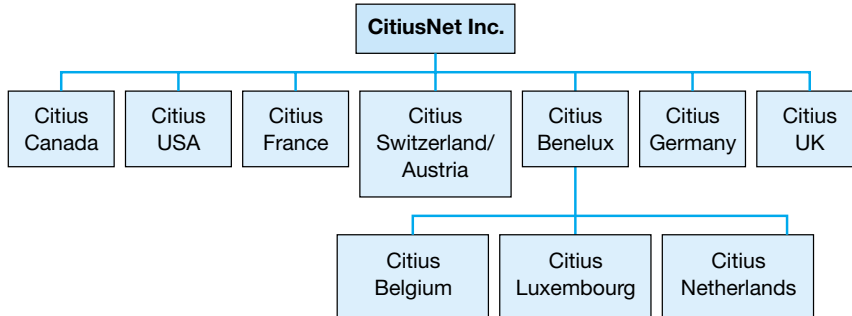 CitiusNet Inc.
Citius
Canada
Citius
USA
Citius
France
Citius
Switzerland/
Austria
Citius
Benelux
Citius
Germany
Citius
UK
Citius
Belgium
Citius
Luxembourg
Citius
Netherlands